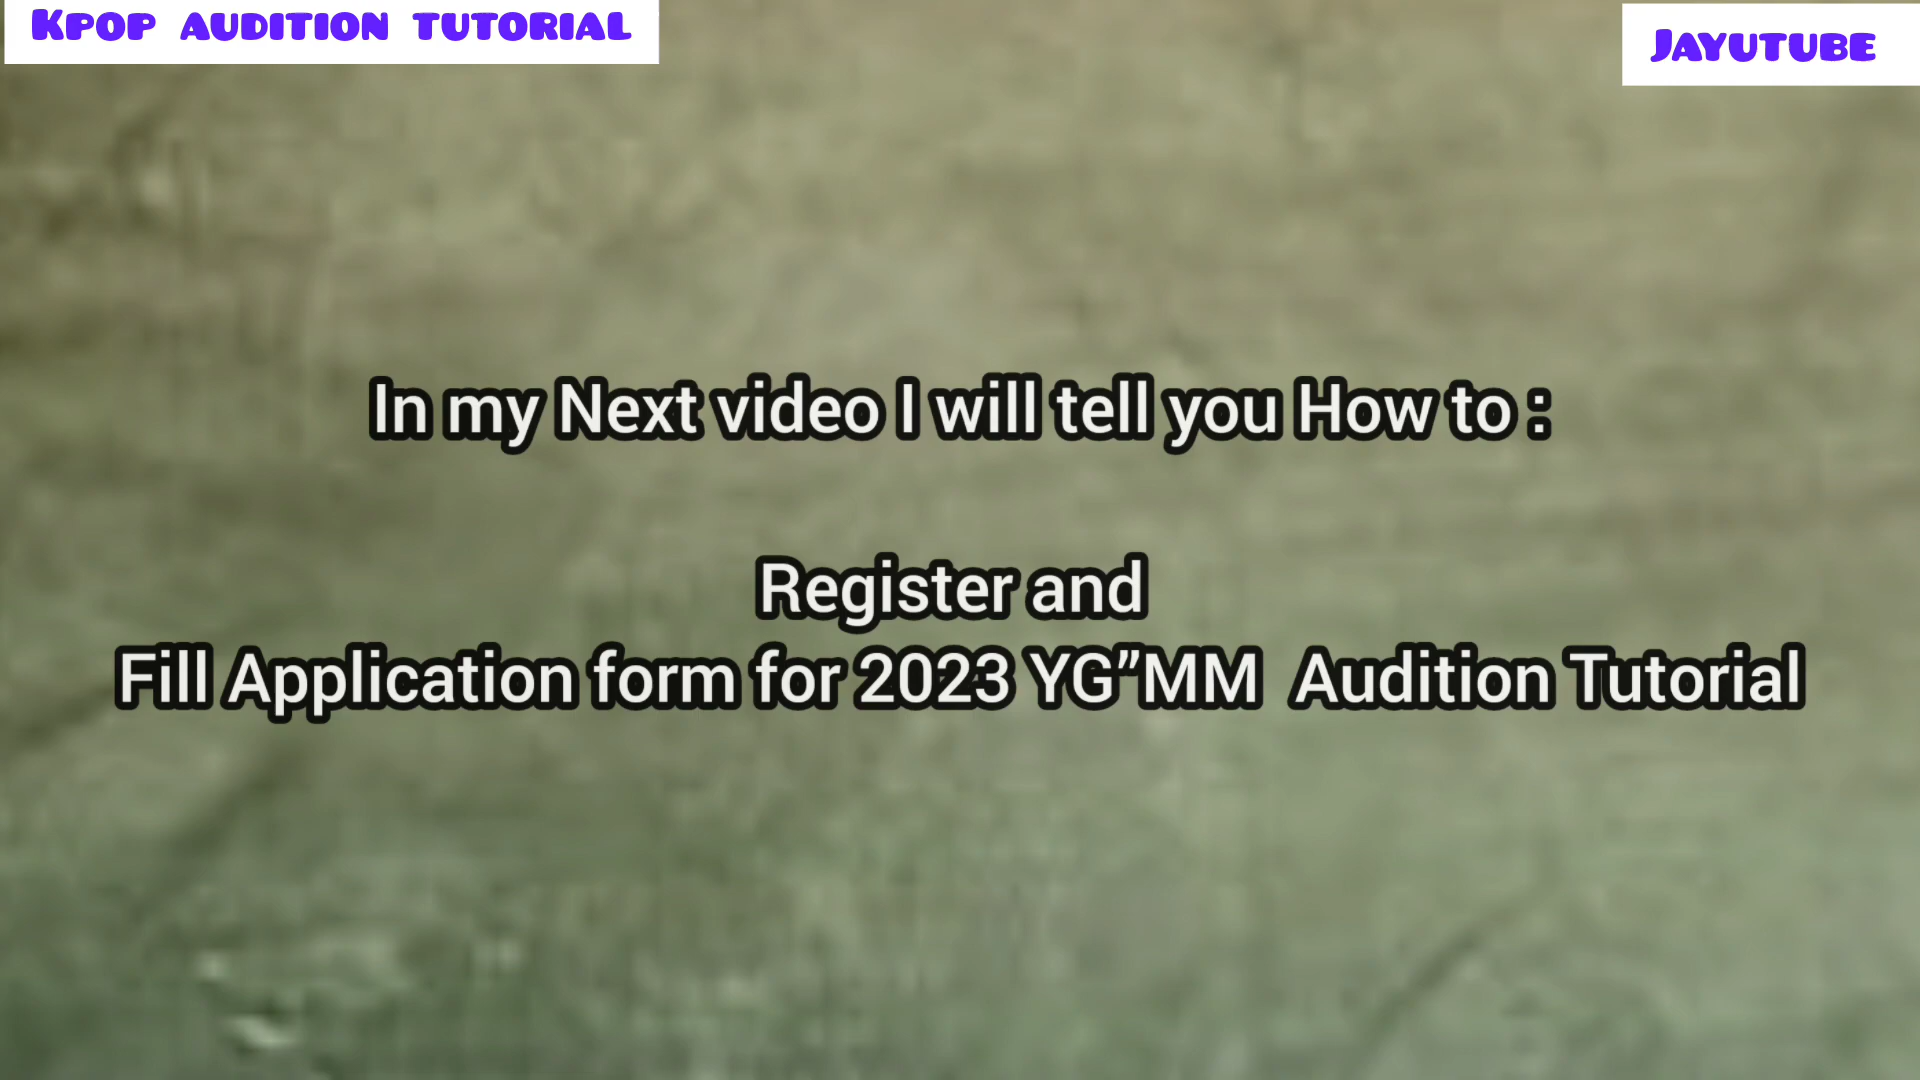 KPOP AUDITION TUTORIAL
JAYUTUBE
In my Next video I will tell you How to :
Register and
Fill Application form for 2023 YG”MM Audition Tutorial